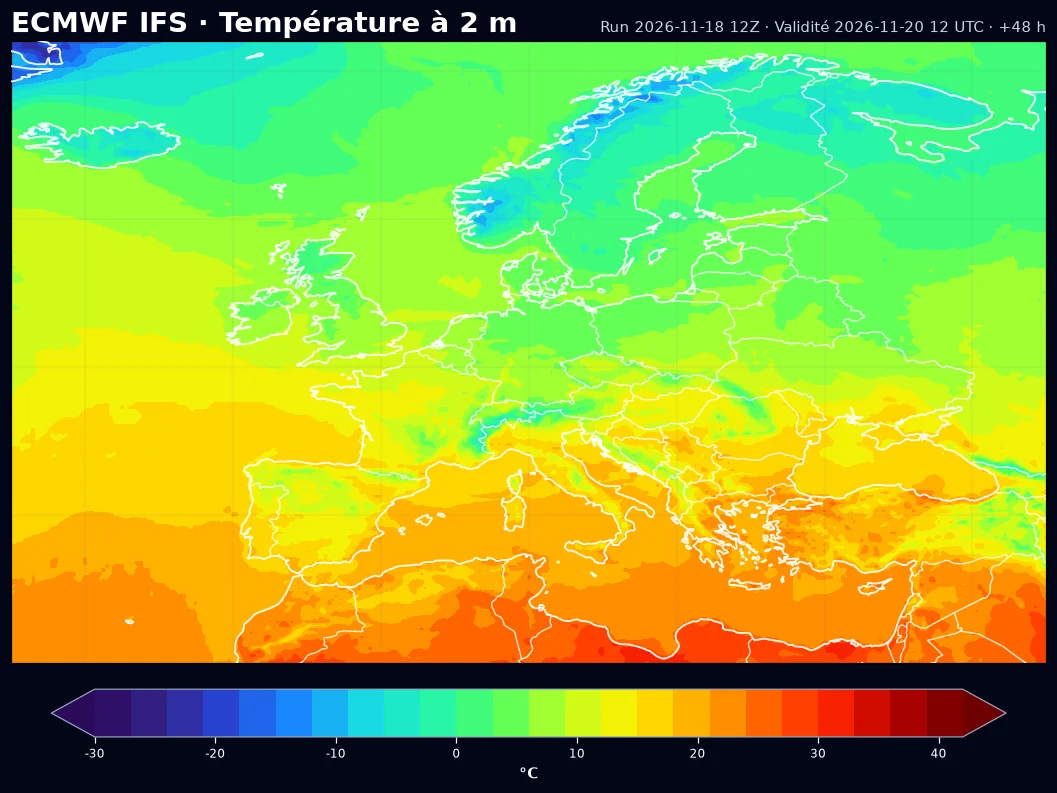 ECMWF IFS · Température à 2 m
Run 2026-11-18 12Z · Validité 2026-11-20 12 UTC · +48 h
-30 -20 -10 0 10 20 30 40
°C